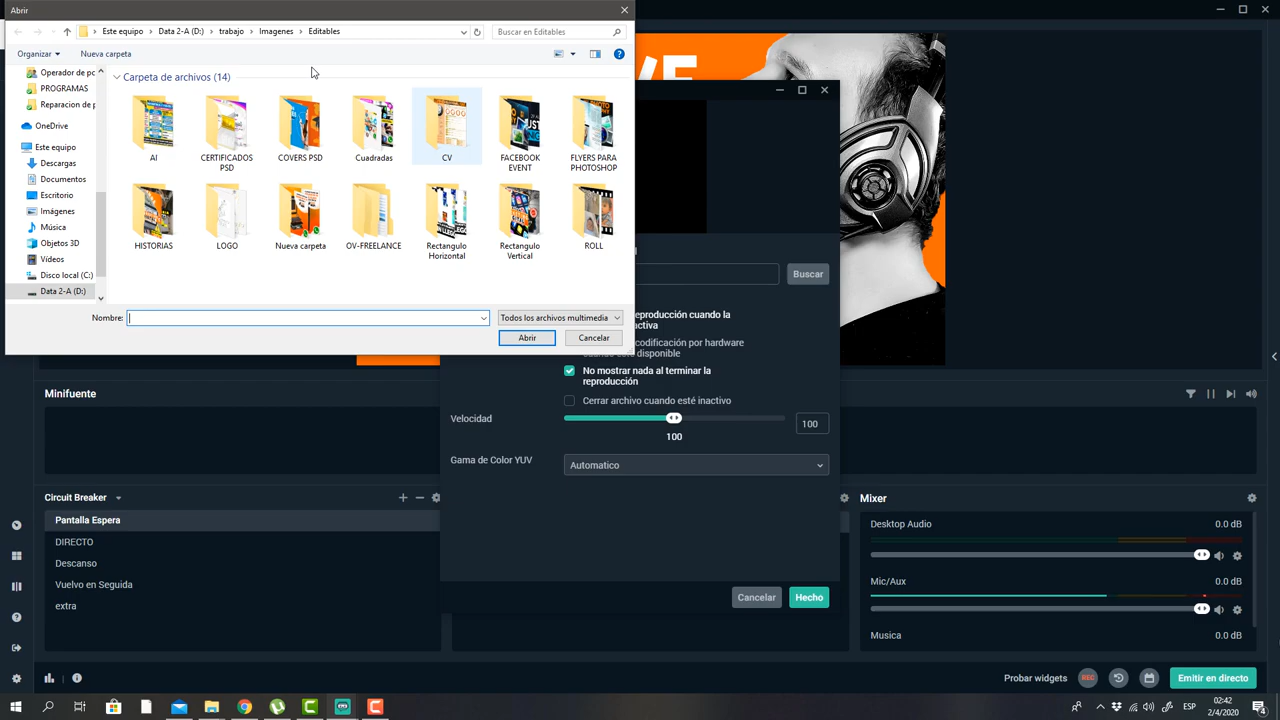 Abrir
Este equipo > Data 2-A (D:) > trabajo > Imagenes > Editables
Buscar en Editables
Organizar
Nueva carpeta
Operador de pc
PROGRAMAS
Reparacion de p
OneDrive
Este equipo
Descargas
Documentos
Escritorio
Imágenes
Música
Objetos 3D
Vídeos
Disco local (C:)
Data 2-A (D:)
Carpeta de archivos (14)
AI
CERTIFICADOS PSD
COVERS PSD
Cuadradas
CV
FACEBOOK EVENT
FLYERS PARA PHOTOSHOP
HISTORIAS
LOGO
Nueva carpeta
OV-FREELANCE
Rectangulo Horizontal
Rectangulo Vertical
ROLL
Nombre:
Todos los archivos multimedia
Abrir
Cancelar
Buscar
reproducción cuando la
activa
codificación por hardware
disponible
No mostrar nada al terminar la
reproducción
Cerrar archivo cuando esté inactivo
Velocidad
100
100
Gama de Color YUV
Automatico
Cancelar
Hecho
Minifuente
Circuit Breaker
Pantalla Espera
DIRECTO
Descanso
Vuelvo en Seguida
extra
Mixer
Desktop Audio
0.0 dB
Mic/Aux
0.0 dB
Musica
0.0 dB
Probar widgets
REC
Emitir en directo
ESP
02:42
2/4/2020
4